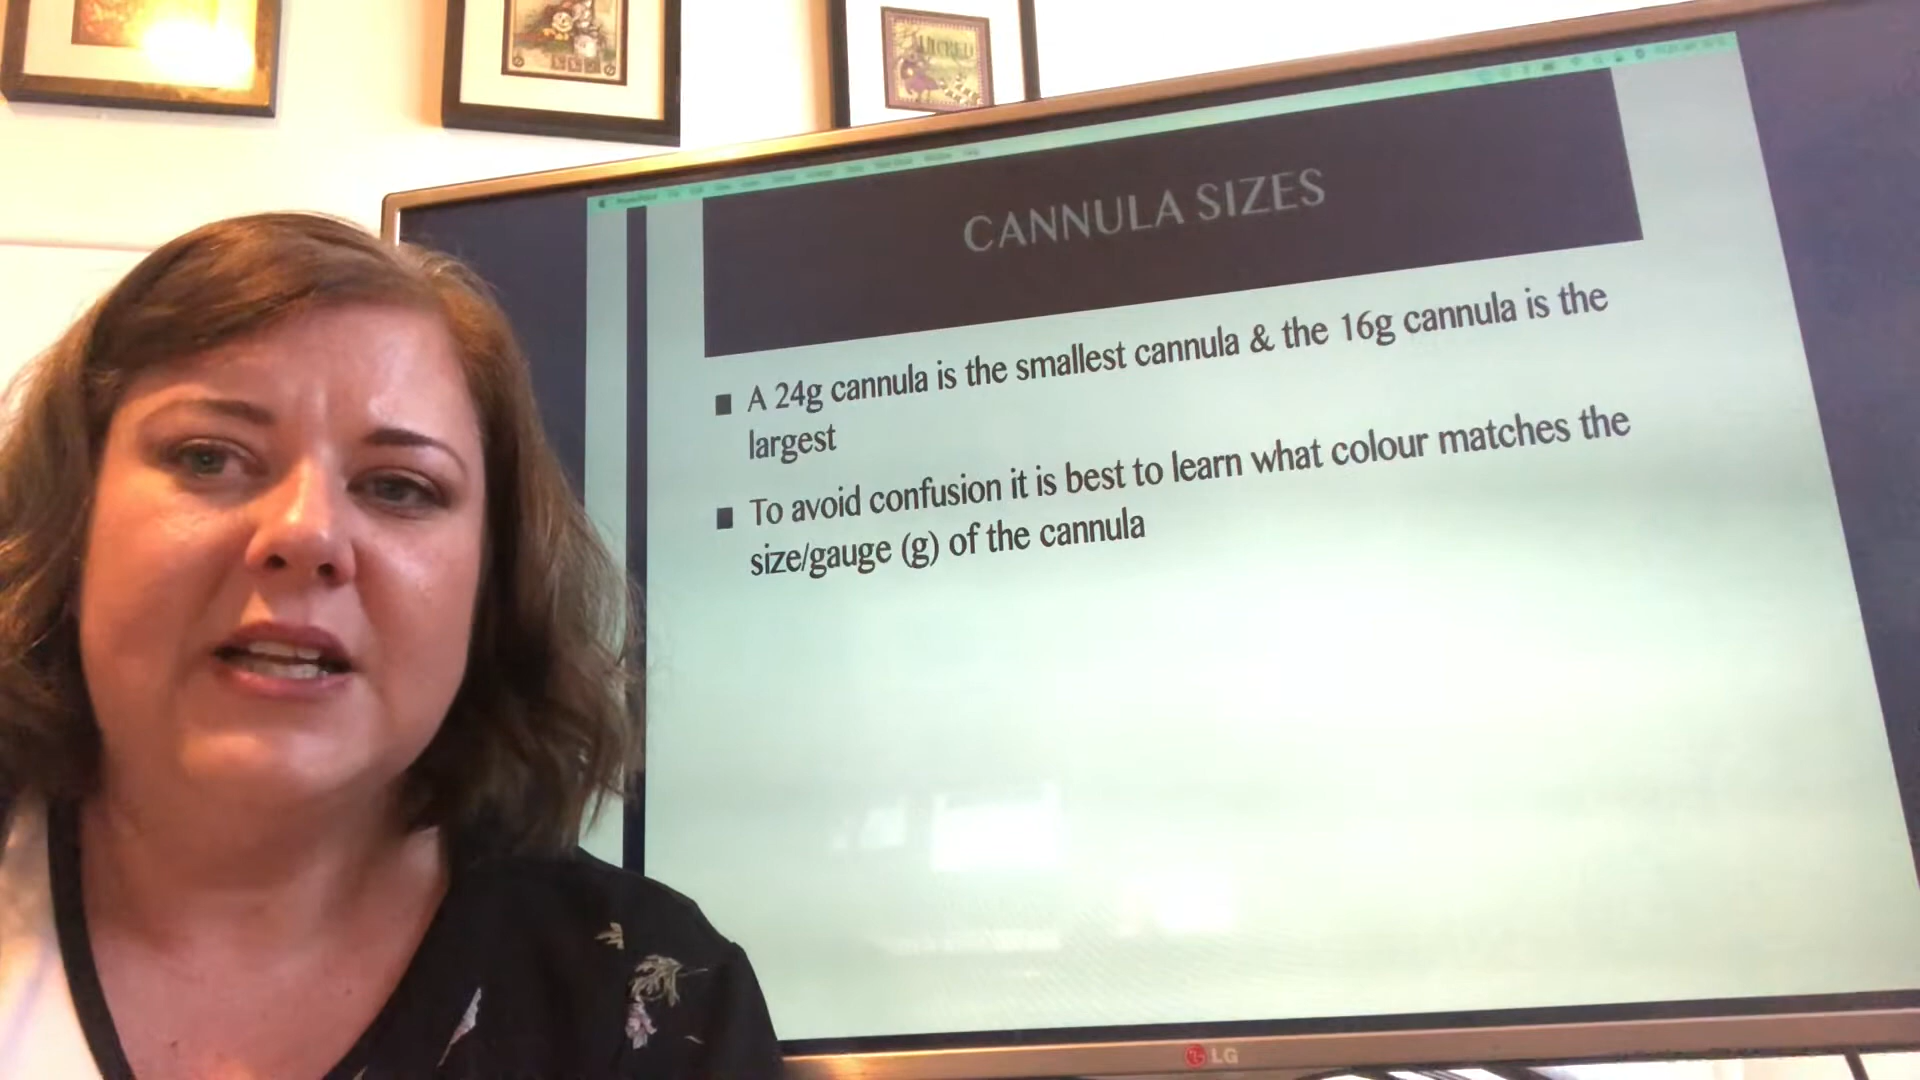 CANNULA SIZES
■ A 24g cannula is the smallest cannula & the 16g cannula is the
largest
■ To avoid confusion it is best to learn what colour matches the
size/gauge (g) of the cannula
LG